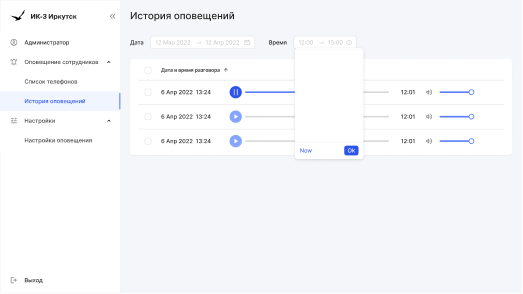 ИК-3 Иркутск
Администратор
Оповещение сотрудников
Список телефонов
История оповещений
Настройки
Настройки оповещения
Выход
История оповещений
Дата 12 Мар 2022 → 12 Апр 2022 Время 12:00 → 15:00
Дата и время разговора
6 Апр 2022 13:24 12:01
6 Апр 2022 13:24 12:01
6 Апр 2022 13:24 12:01
Now Ok